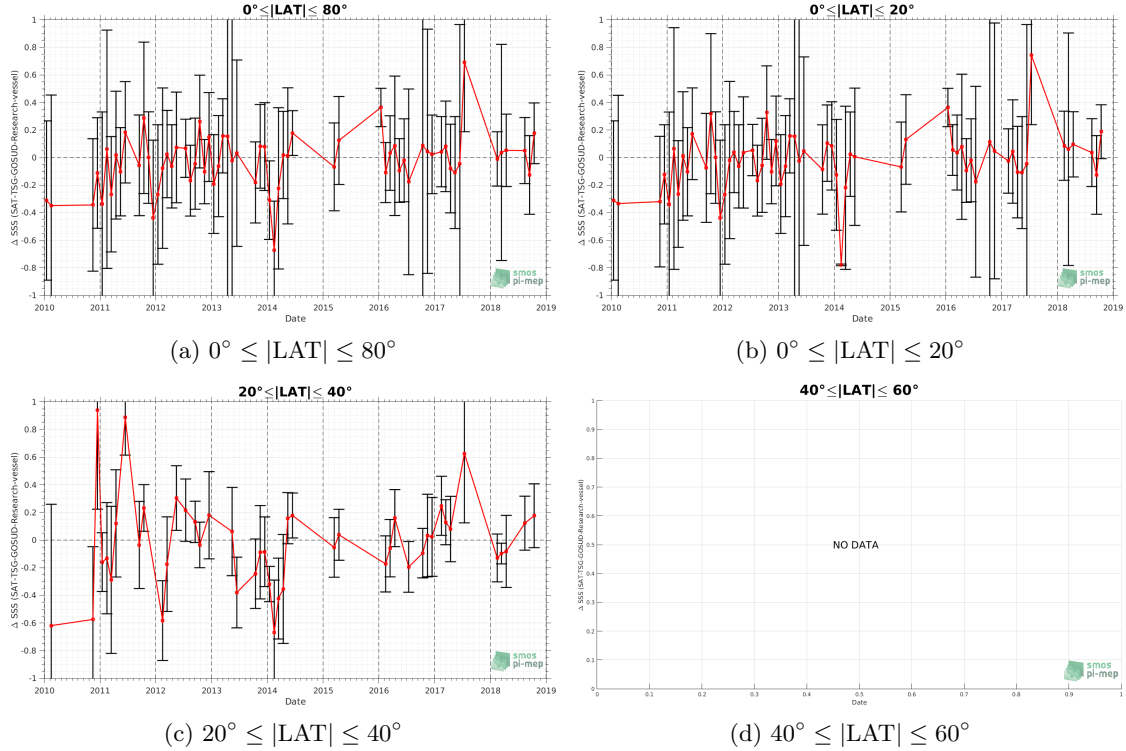 0°≤|LAT|≤ 80°
Δ SSS (SAT-TSG-GOSUD-Research-vessel)
1
0.8
0.6
0.4
0.2
0
-0.2
-0.4
-0.6
-0.8
-1
2010 2011 2012 2013 2014 2015 2016 2017 2018 2019
Date
smos
pi-mep
(a) 0° ≤ |LAT| ≤ 80°
0°≤|LAT|≤ 20°
Δ SSS (SAT-TSG-GOSUD-Research-vessel)
1
0.8
0.6
0.4
0.2
0
-0.2
-0.4
-0.6
-0.8
-1
2010 2011 2012 2013 2014 2015 2016 2017 2018 2019
Date
smos
pi-mep
(b) 0° ≤ |LAT| ≤ 20°
20°≤|LAT|≤ 40°
Δ SSS (SAT-TSG-GOSUD-Research-vessel)
1
0.8
0.6
0.4
0.2
0
-0.2
-0.4
-0.6
-0.8
-1
2010 2011 2012 2013 2014 2015 2016 2017 2018 2019
Date
smos
pi-mep
(c) 20° ≤ |LAT| ≤ 40°
40°≤|LAT|≤ 60°
Δ SSS (SAT-TSG-GOSUD-Research-vessel)
1
0.9
0.8
0.7
0.6
0.5
0.4
0.3
0.2
0.1
0
NO DATA
0 0.1 0.2 0.3 0.4 0.5 0.6 0.7 0.8 0.9 1
Date
smos
pi-mep
(d) 40° ≤ |LAT| ≤ 60°